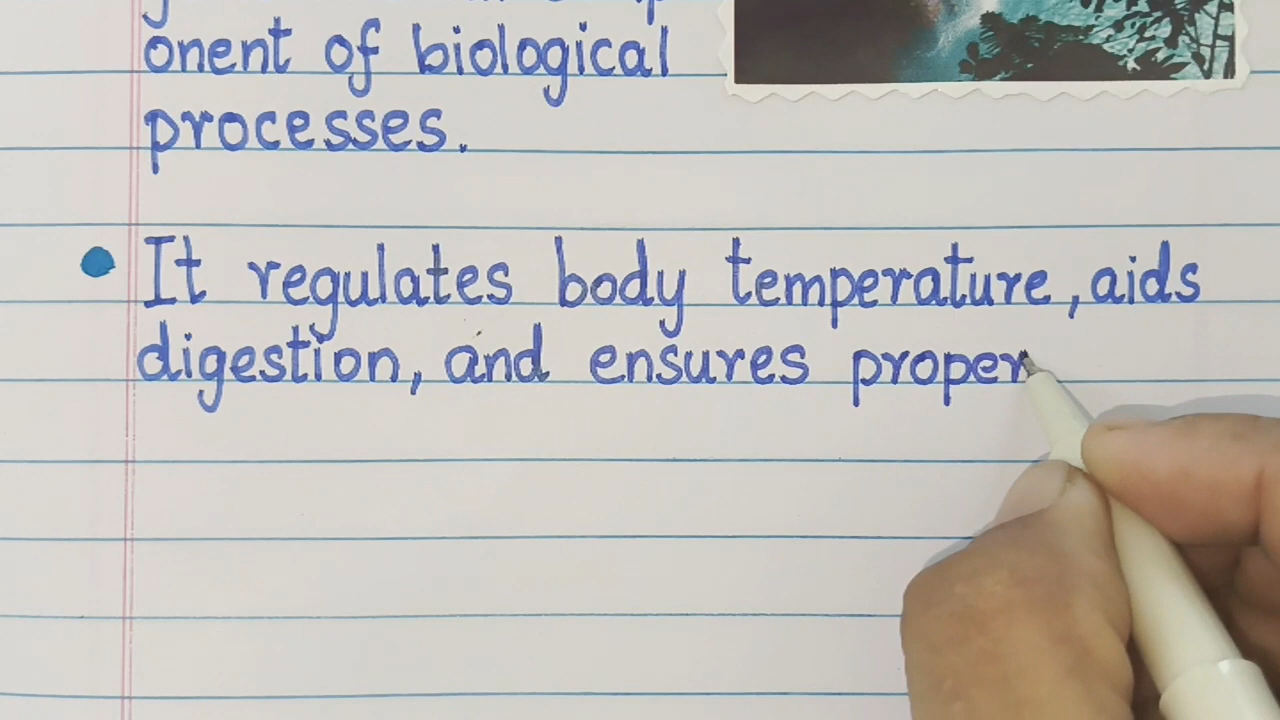 onent of biological
processes.
It regulates body temperature, aids
digestion, and ensures proper